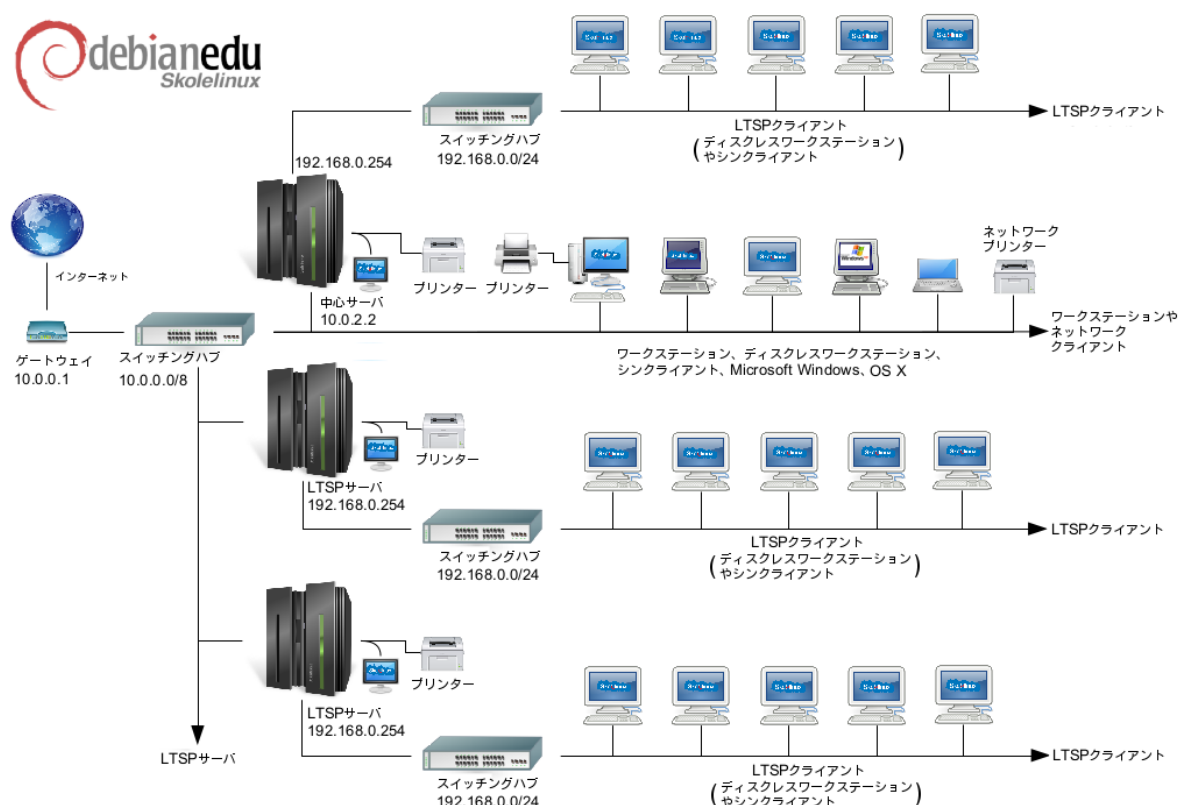 debianedu
Skolelinux
スイッチングハブ
192.168.0.0/24
LTSPクライアント
(ディスクレスワークステーション
やシンクライアント)
LTSPクライアント
192.168.0.254
インターネット
中心サーバ
10.0.2.2
プリンター
プリンター
Windows
ネットワーク
プリンター
ゲートウェイ
10.0.0.1
スイッチングハブ
10.0.0.0/8
ワークステーションや
ネットワーク
クライアント
ワークステーション、ディスクレスワークステーション、
シンクライアント、Microsoft Windows、OS X
プリンター
LTSPサーバ
192.168.0.254
スイッチングハブ
192.168.0.0/24
LTSPクライアント
(ディスクレスワークステーション
やシンクライアント)
LTSPクライアント
プリンター
LTSPサーバ
192.168.0.254
LTSPサーバ
スイッチングハブ
192.168.0.0/24
LTSPクライアント
(ディスクレスワークステーション
やシンクライアント)
LTSPクライアント